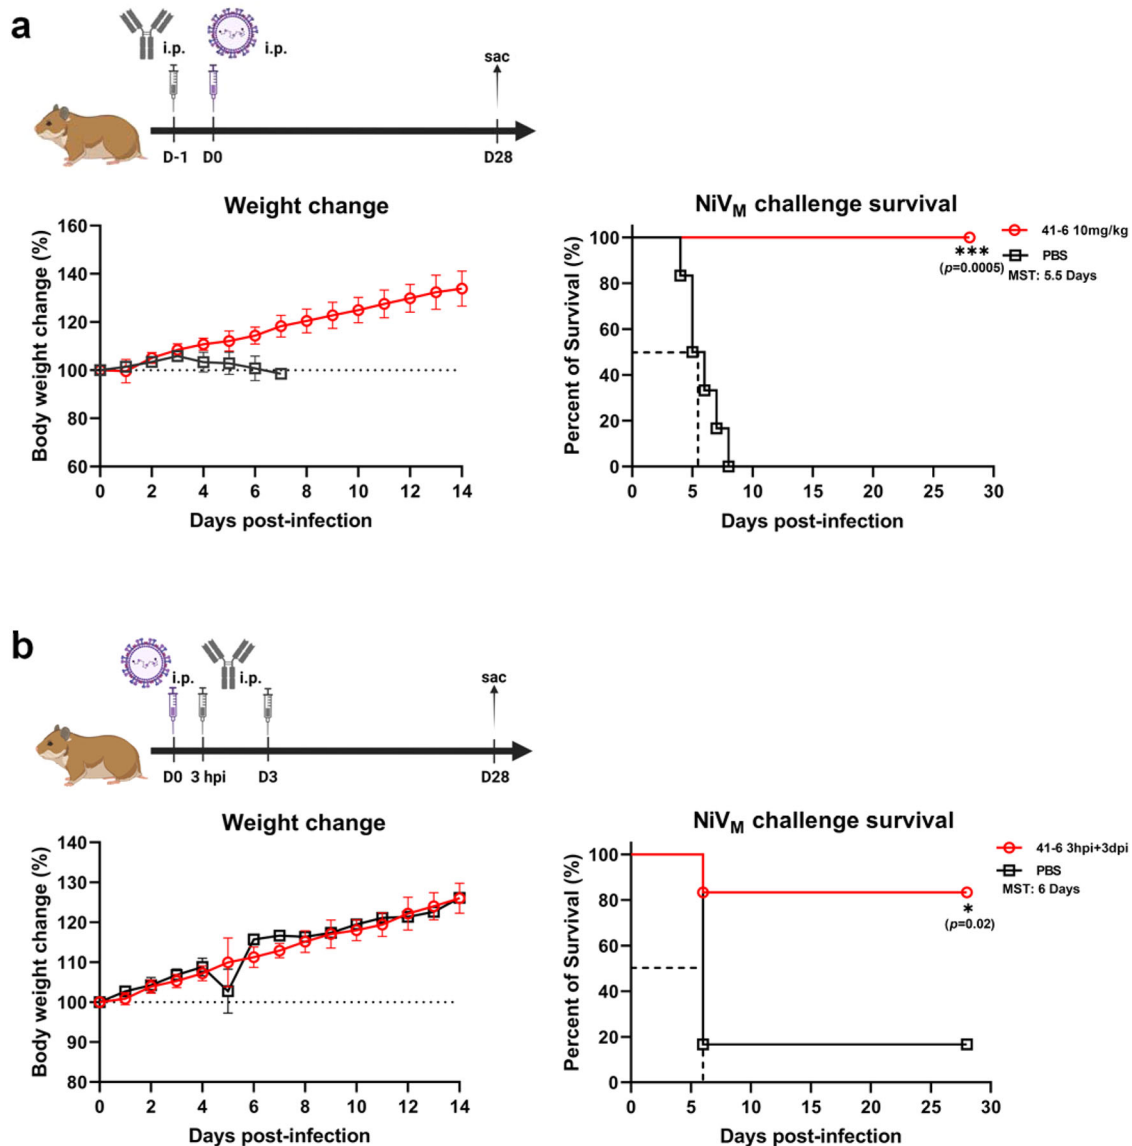 a
i.p.
i.p.
sac
D-1
D0
D28
Weight change
Body weight change (%)
160
140
120
100
80
60
0
2
4
6
8
10
12
14
Days post-infection
NiVM challenge survival
Percent of Survival (%)
100
80
60
40
20
0
0
5
10
15
20
25
30
Days post-infection
41-6 10mg/kg
***
(p=0.0005)
PBS
MST: 5.5 Days
b
i.p.
i.p.
sac
D0
3 hpi
D3
D28
Weight change
Body weight change (%)
140
130
120
110
100
90
80
0
2
4
6
8
10
12
14
Days post-infection
NiVM challenge survival
Percent of Survival (%)
100
80
60
40
20
0
0
5
10
15
20
25
30
Days post-infection
41-6 3hpi+3dpi
PBS
MST: 6 Days
*
(p=0.02)